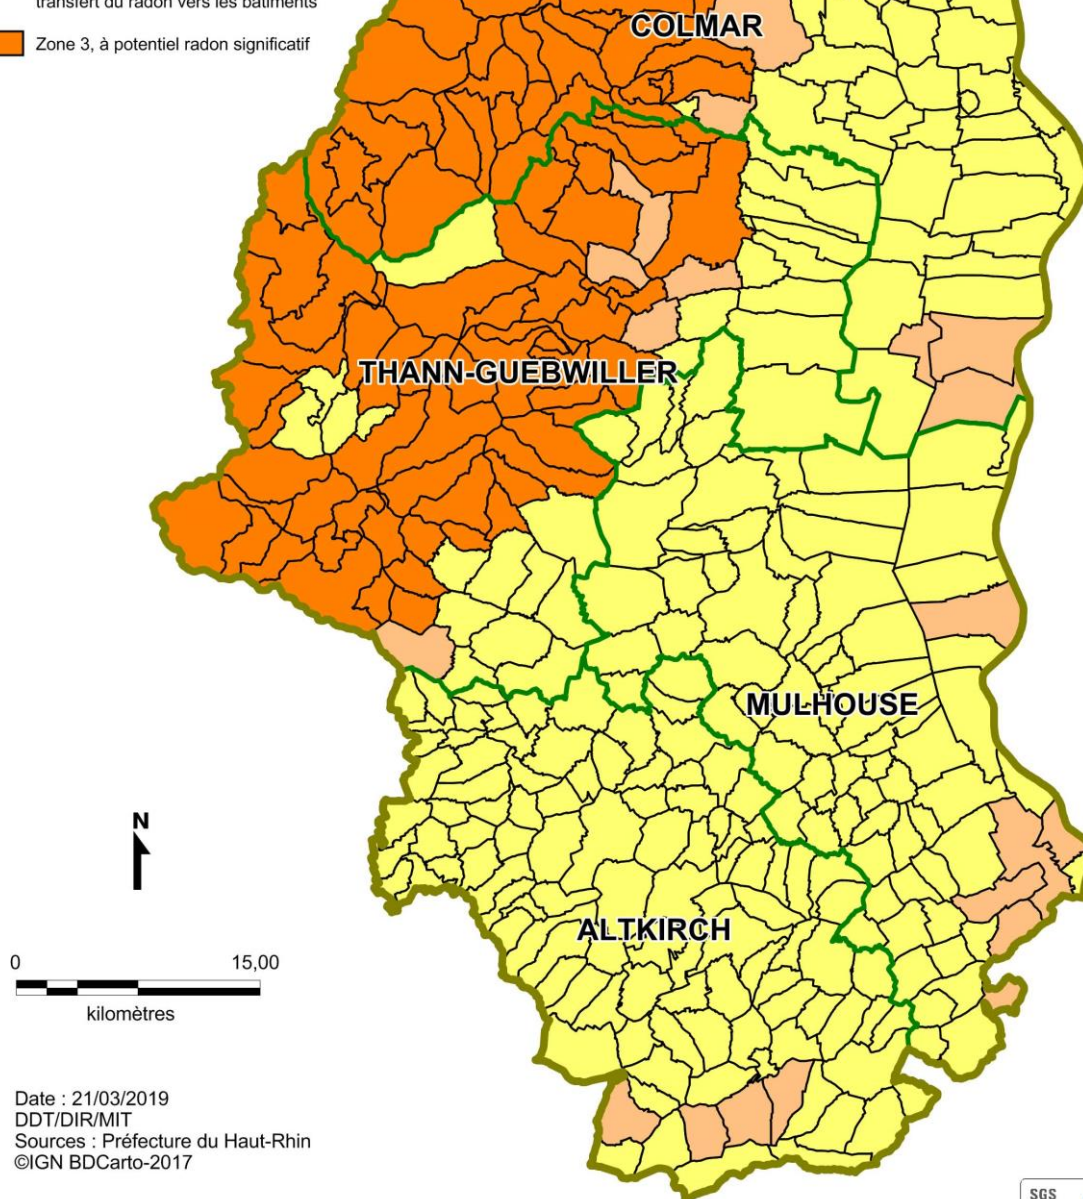 transfert du radon vers les bâtiments
Zone 3, à potentiel radon significatif
COLMAR
THANN-GUEBWILLER
MULHOUSE
ALTKIRCH
N
0 15,00
kilomètres
Date : 21/03/2019
DDT/DIR/MIT
Sources : Préfecture du Haut-Rhin
©IGN BDCarto-2017
SGS